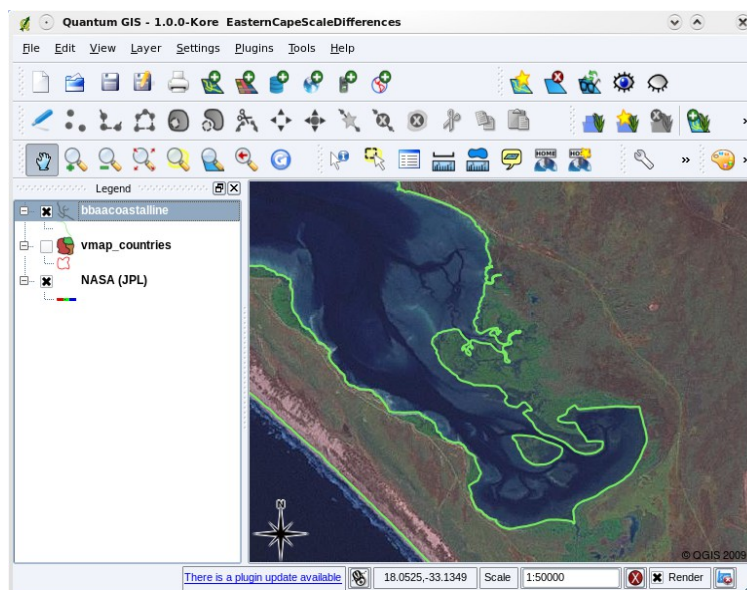 Quantum GIS - 1.0.0-Kore EasternCapeScaleDifferences
File Edit View Layer Settings Plugins Tools Help
Legend
bbaacoastalline
vmap_countries
NASA (JPL)
N
© QGIS 2009
There is a plugin update available 18.0525,-33.1349 Scale 1:50000 Render